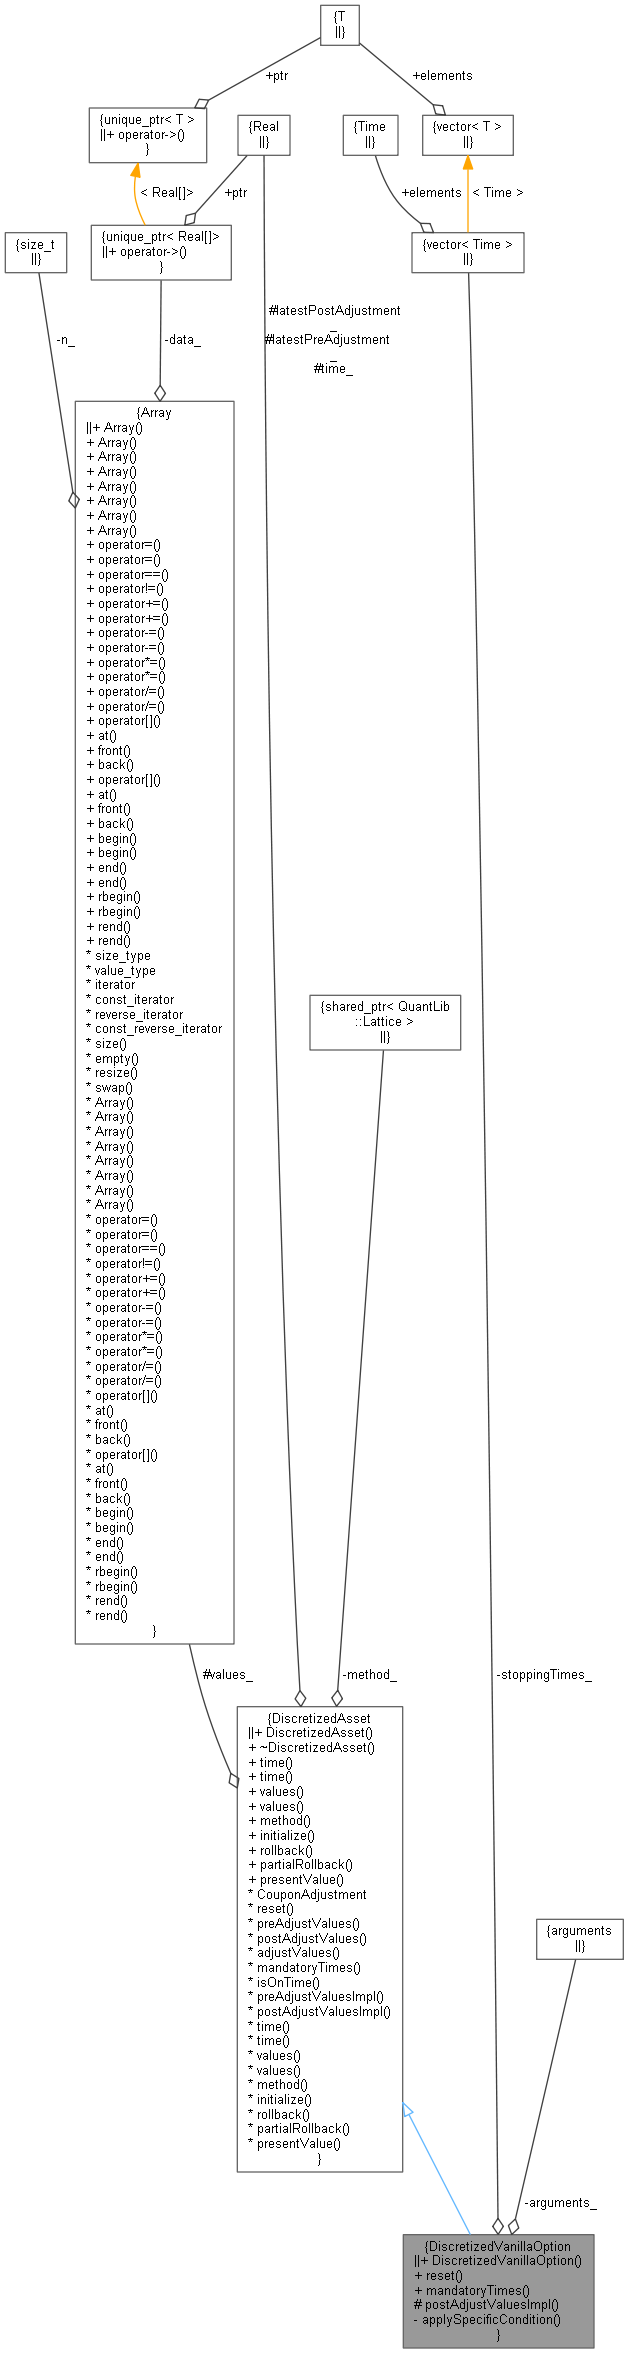 {T
||}
+ptr
+elements
{unique_ptr< T >
||+ operator->()
}
{Real
||}
{Time
||}
{vector< T >
||}
< Real[]>
+ptr
+elements
< Time >
{size_t
||}
{unique_ptr< Real[]>
||+ operator->()
}
{vector< Time >
||}
-n_
-data_
#latestPostAdjustment
_
#latestPreAdjustment
_
#time_
{Array
||+ Array()
+ Array()
+ Array()
+ Array()
+ Array()
+ Array()
+ Array()
+ Array()
+ operator=()
+ operator=()
+ operator==()
+ operator!=()
+ operator+=()
+ operator+=()
+ operator-=()
+ operator-=()
+ operator*=()
+ operator*=()
+ operator/=()
+ operator/=()
+ operator[]()
+ at()
+ front()
+ back()
+ operator[]()
+ at()
+ front()
+ back()
+ begin()
+ begin()
+ end()
+ end()
+ rbegin()
+ rbegin()
+ rend()
+ rend()
* size_type
* value_type
* iterator
* const_iterator
* reverse_iterator
* const_reverse_iterator
* size()
* empty()
* resize()
* swap()
* Array()
* Array()
* Array()
* Array()
* Array()
* Array()
* Array()
* Array()
* operator=()
* operator=()
* operator==()
* operator!=()
* operator+=()
* operator+=()
* operator-=()
* operator-=()
* operator*=()
* operator*=()
* operator/=()
* operator/=()
* operator[]()
* at()
* front()
* back()
* operator[]()
* at()
* front()
* back()
* begin()
* begin()
* end()
* end()
* rbegin()
* rbegin()
* rend()
* rend()
}
{shared_ptr< QuantLib
::Lattice >
||}
#values_
-method_
-stoppingTimes_
{DiscretizedAsset
||+ DiscretizedAsset()
+ ~DiscretizedAsset()
+ time()
+ time()
+ values()
+ values()
+ method()
+ initialize()
+ rollback()
+ partialRollback()
+ presentValue()
* CouponAdjustment
* reset()
* preAdjustValues()
* postAdjustValues()
* adjustValues()
* mandatoryTimes()
* isOnTime()
* preAdjustValuesImpl()
* postAdjustValuesImpl()
* time()
* time()
* values()
* values()
* method()
* initialize()
* rollback()
* partialRollback()
* presentValue()
}
{arguments
||}
-arguments_
{DiscretizedVanillaOption
||+ DiscretizedVanillaOption()
+ reset()
+ mandatoryTimes()
# postAdjustValuesImpl()
- applySpecificCondition()
}